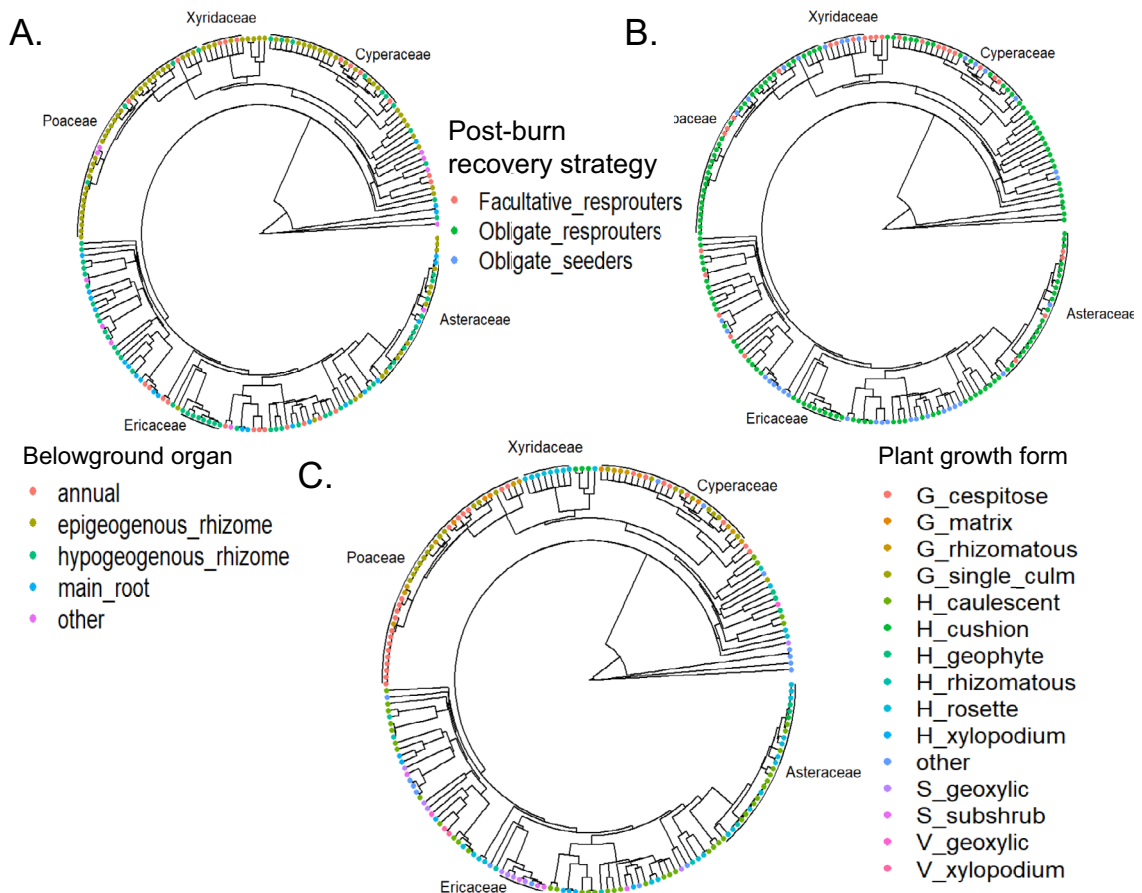 A.
Xyridaceae
Cyperaceae
Poaceae
Asteraceae
Ericaceae
Post-burn
recovery strategy
Facultative_resprouters
Obligate_resprouters
Obligate_seeders
B.
Xyridaceae
Cyperaceae
oaceae
Asteraceae
Ericaceae
Belowground organ
annual
epigeogenous_rhizome
hypogeogenous_rhizome
main_root
other
C.
Xyridaceae
Cyperaceae
Poaceae
Asteraceae
Ericaceae
Plant growth form
G_cespitose
G_matrix
G_rhizomatous
G_single_culm
H_caulescent
H_cushion
H_geophyte
H_rhizomatous
H_rosette
H_xylopodium
other
S_geoxylic
S_subshrub
V_geoxylic
V_xylopodium